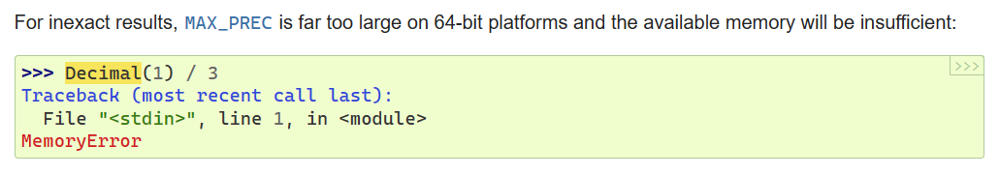 For inexact results, MAX_PREC is far too large on 64-bit platforms and the available memory will be insufficient:
>>>
>>> Decimal(1) / 3
Traceback (most recent call last):
  File "<stdin>", line 1, in <module>
MemoryError